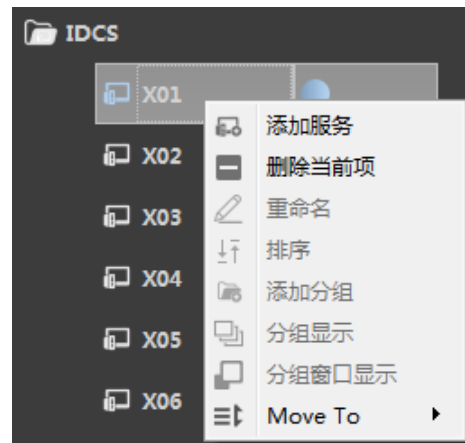 IDCS
X01
添加服务
X02
删除当前项
重命名
X03
排序
X04
添加分组
X05
分组显示
分组窗口显示
X06
Move To